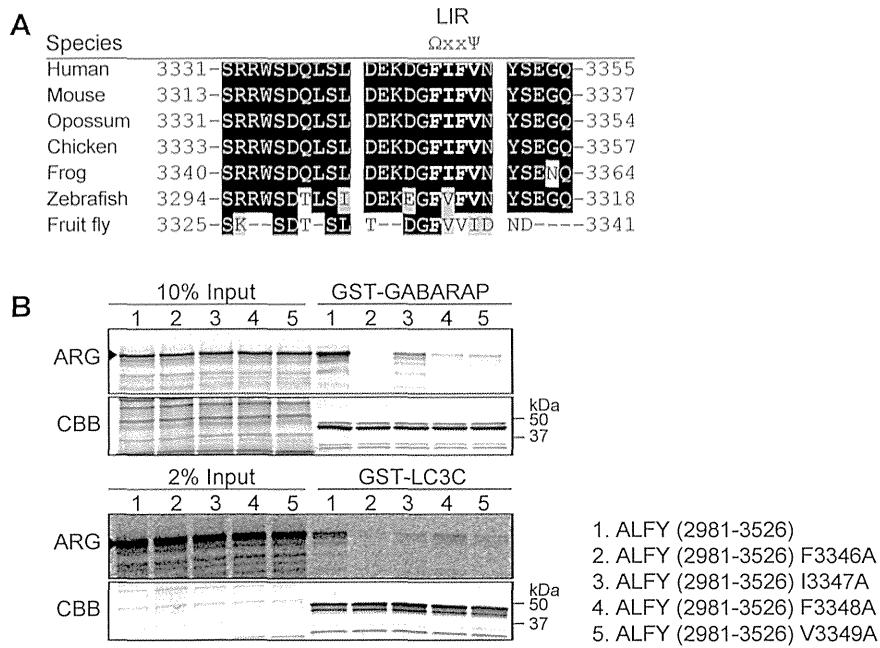 A
LIR
Species ΩxxΨ
Human 3331-SRRWSDQLSL DEKDGFIFVN YSEGQ-3355
Mouse 3313-SRRWSDQLSL DEKDGFIFVN YSEGQ-3337
Opossum 3331-SRRWSDQLSL DEKDGFIFVN YSEGQ-3354
Chicken 3333-SRRWSDQLSL DEKDGFIFVN YSEGQ-3357
Frog 3340-SRRWSDQLSL DEKDGFIFVN YSENQ-3364
Zebrafish 3294-SRRWSDTLSI DEKEGFVFVN YSEGQ-3318
Fruit fly 3325-SK--SDT-SL T--DGFVVID ND----3341
B
10% Input GST-GABARAP
1 2 3 4 5 1 2 3 4 5
ARG
CBB
kDa
50
37
2% Input GST-LC3C
1 2 3 4 5 1 2 3 4 5
ARG
CBB
kDa
50
37
1. ALFY (2981-3526)
2. ALFY (2981-3526) F3346A
3. ALFY (2981-3526) I3347A
4. ALFY (2981-3526) F3348A
5. ALFY (2981-3526) V3349A